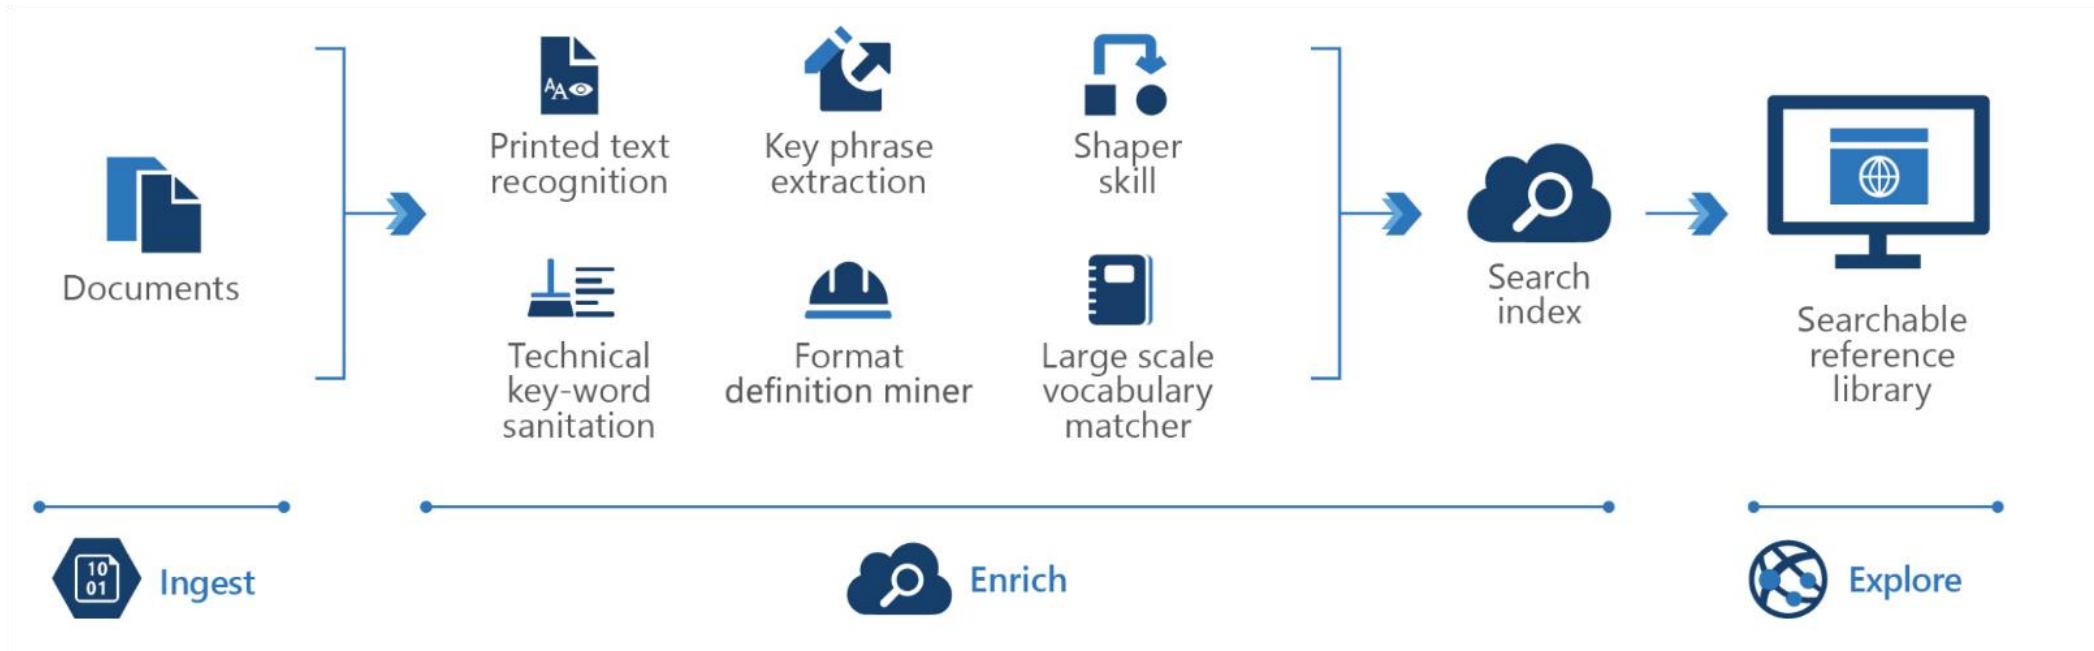 Documents
AA
Printed text
recognition
Key phrase
extraction
Shaper
skill
Technical
key-word
sanitation
Format
definition miner
Large scale
vocabulary
matcher
Search
index
Searchable
reference
library
10
01
Ingest
Enrich
Explore